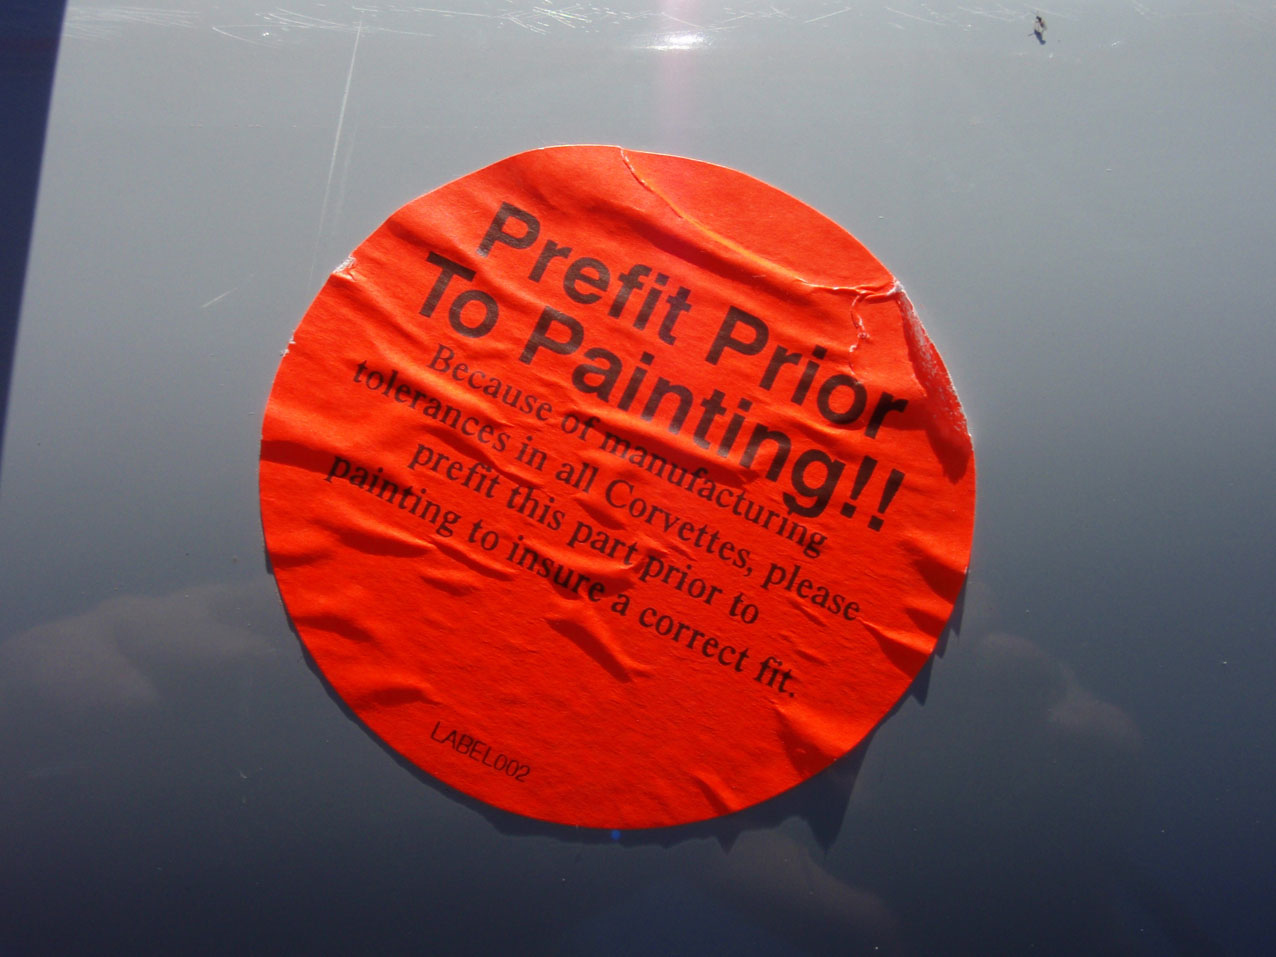 Prefit Prior
To Painting!!
Because of manufacturing
tolerances in all Corvettes, please
prefit this part prior to
painting to insure a correct fit.
LABEL002